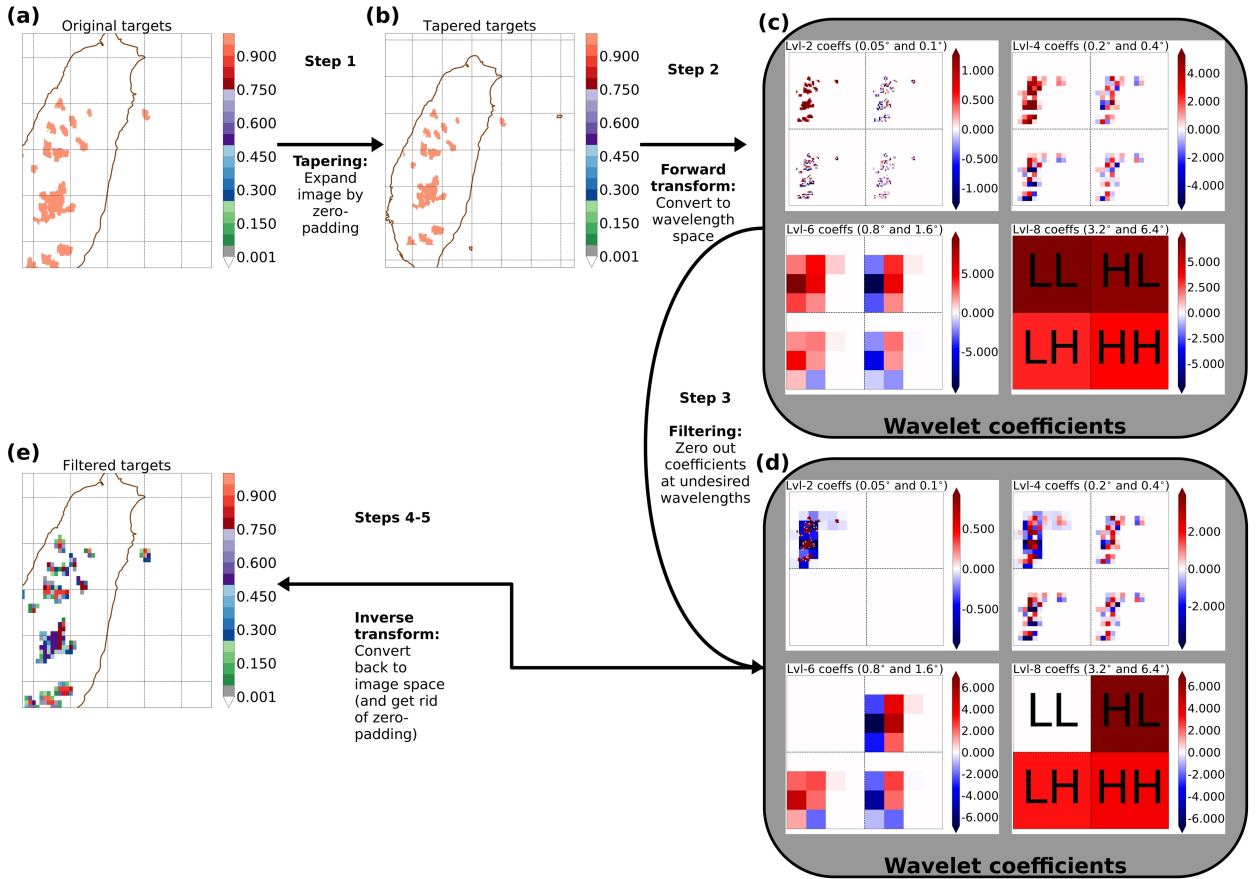 (a)
Original targets
0.900
0.750
0.600
0.450
0.300
0.150
0.001
Step 1
Tapering:
Expand
image by
zero-
padding
(b)
Tapered targets
0.900
0.750
0.600
0.450
0.300
0.150
0.001
Step 2
Forward
transform:
Convert to
wavelength
space
(c)
Lvl-2 coeffs (0.05˚ and 0.1˚)
1.000
0.500
0.000
-0.500
-1.000
Lvl-4 coeffs (0.2˚ and 0.4˚)
4.000
2.000
0.000
-2.000
-4.000
Lvl-6 coeffs (0.8˚ and 1.6˚)
5.000
0.000
-5.000
Lvl-8 coeffs (3.2˚ and 6.4˚)
LL HL
LH HH
5.000
2.500
0.000
-2.500
-5.000
Wavelet coefficients
Step 3
Filtering:
Zero out
coefficients
at undesired
wavelengths
(d)
Lvl-2 coeffs (0.05˚ and 0.1˚)
0.500
0.000
-0.500
Lvl-4 coeffs (0.2˚ and 0.4˚)
2.000
0.000
-2.000
Lvl-6 coeffs (0.8˚ and 1.6˚)
6.000
4.000
2.000
0.000
-2.000
-4.000
-6.000
Lvl-8 coeffs (3.2˚ and 6.4˚)
LL HL
LH HH
6.000
4.000
2.000
0.000
-2.000
-4.000
-6.000
Wavelet coefficients
Steps 4-5
Inverse
transform:
Convert
back to
image space
(and get rid
of zero-
padding)
(e)
Filtered targets
0.900
0.750
0.600
0.450
0.300
0.150
0.001